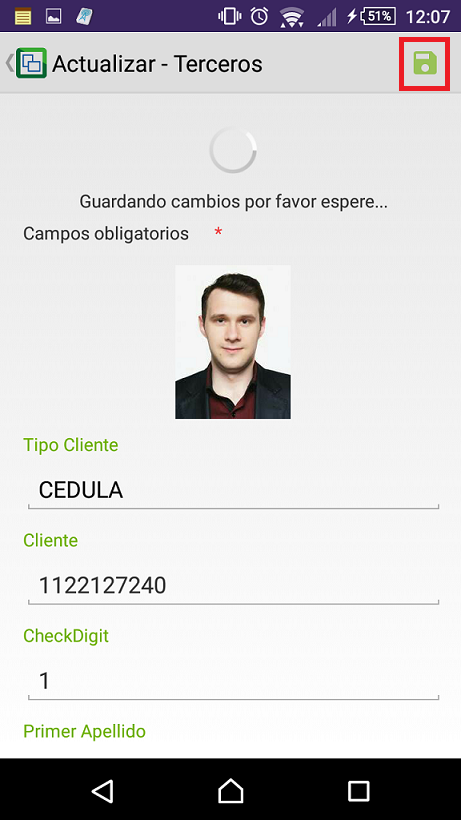 51% 12:07
Actualizar - Terceros
Guardando cambios por favor espere...
Campos obligatorios *
Tipo Cliente
CEDULA
Cliente
1122127240
CheckDigit
1
Primer Apellido